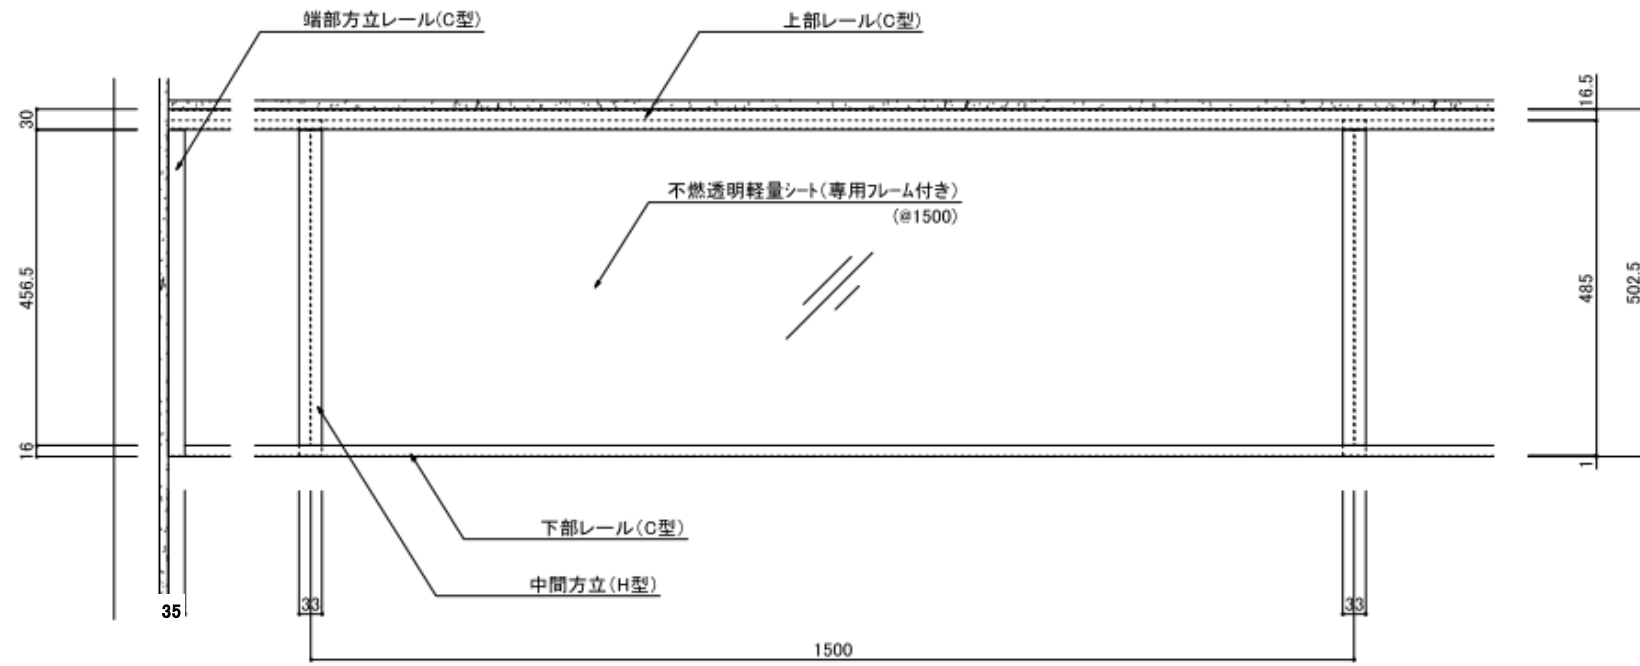 端部方立レール(C型)
上部レール(C型)
16.5
30
不燃透明軽量シート(専用フレーム付き)
(@1500)
456.5
485
502.5
16
1
下部レール(C型)
中間方立(H型)
35
33
33
1500